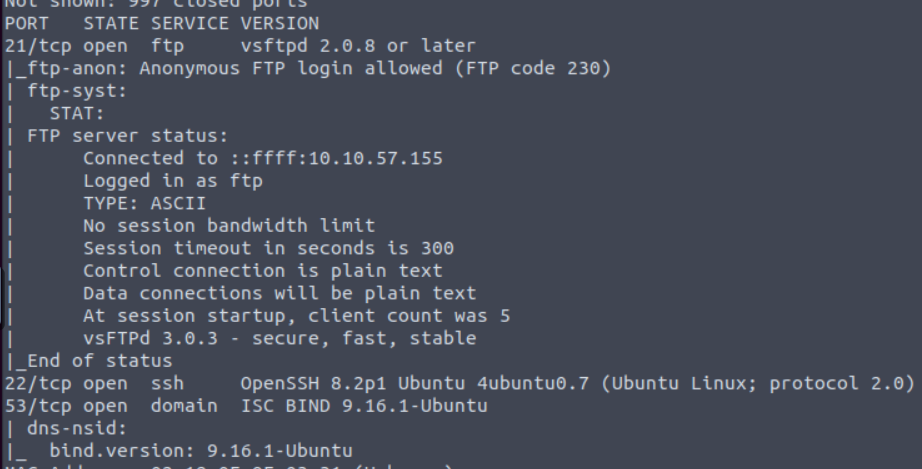 Not shown: 997 closed ports
PORT   STATE SERVICE VERSION
21/tcp open  ftp     vsftpd 2.0.8 or later
|_ftp-anon: Anonymous FTP login allowed (FTP code 230)
| ftp-syst:
|   STAT:
| FTP server status:
|      Connected to ::ffff:10.10.57.155
|      Logged in as ftp
|      TYPE: ASCII
|      No session bandwidth limit
|      Session timeout in seconds is 300
|      Control connection is plain text
|      Data connections will be plain text
|      At session startup, client count was 5
|      vsFTPd 3.0.3 - secure, fast, stable
|_End of status
22/tcp open  ssh     OpenSSH 8.2p1 Ubuntu 4ubuntu0.7 (Ubuntu Linux; protocol 2.0)
53/tcp open  domain  ISC BIND 9.16.1-Ubuntu
| dns-nsid:
|_  bind.version: 9.16.1-Ubuntu